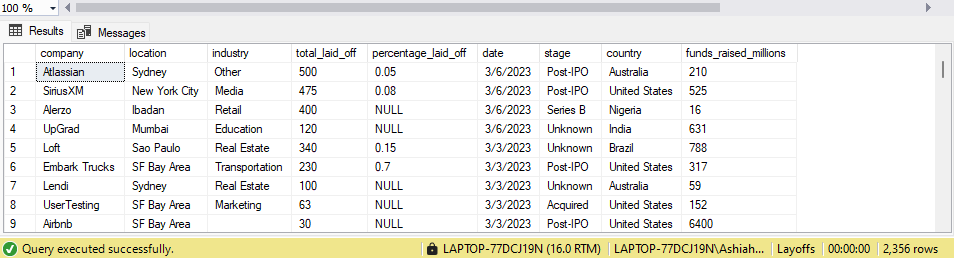 100 %
Results Messages
company location industry total_laid_off percentage_laid_off date stage country funds_raised_millions
1 Atlassian Sydney Other 500 0.05 3/6/2023 Post-IPO Australia 210
2 SiriusXM New York City Media 475 0.08 3/6/2023 Post-IPO United States 525
3 Alerzo Ibadan Retail 400 NULL 3/6/2023 Series B Nigeria 16
4 UpGrad Mumbai Education 120 NULL 3/6/2023 Unknown India 631
5 Loft Sao Paulo Real Estate 340 0.15 3/3/2023 Unknown Brazil 788
6 Embark Trucks SF Bay Area Transportation 230 0.7 3/3/2023 Post-IPO United States 317
7 Lendi Sydney Real Estate 100 NULL 3/3/2023 Unknown Australia 59
8 UserTesting SF Bay Area Marketing 63 NULL 3/3/2023 Acquired United States 152
9 Airbnb SF Bay Area 30 NULL 3/3/2023 Post-IPO United States 6400
Query executed successfully. LAPTOP-77DCJ19N (16.0 RTM) LAPTOP-77DCJ19N\Ashiah... Layoffs 00:00:00 2,356 rows